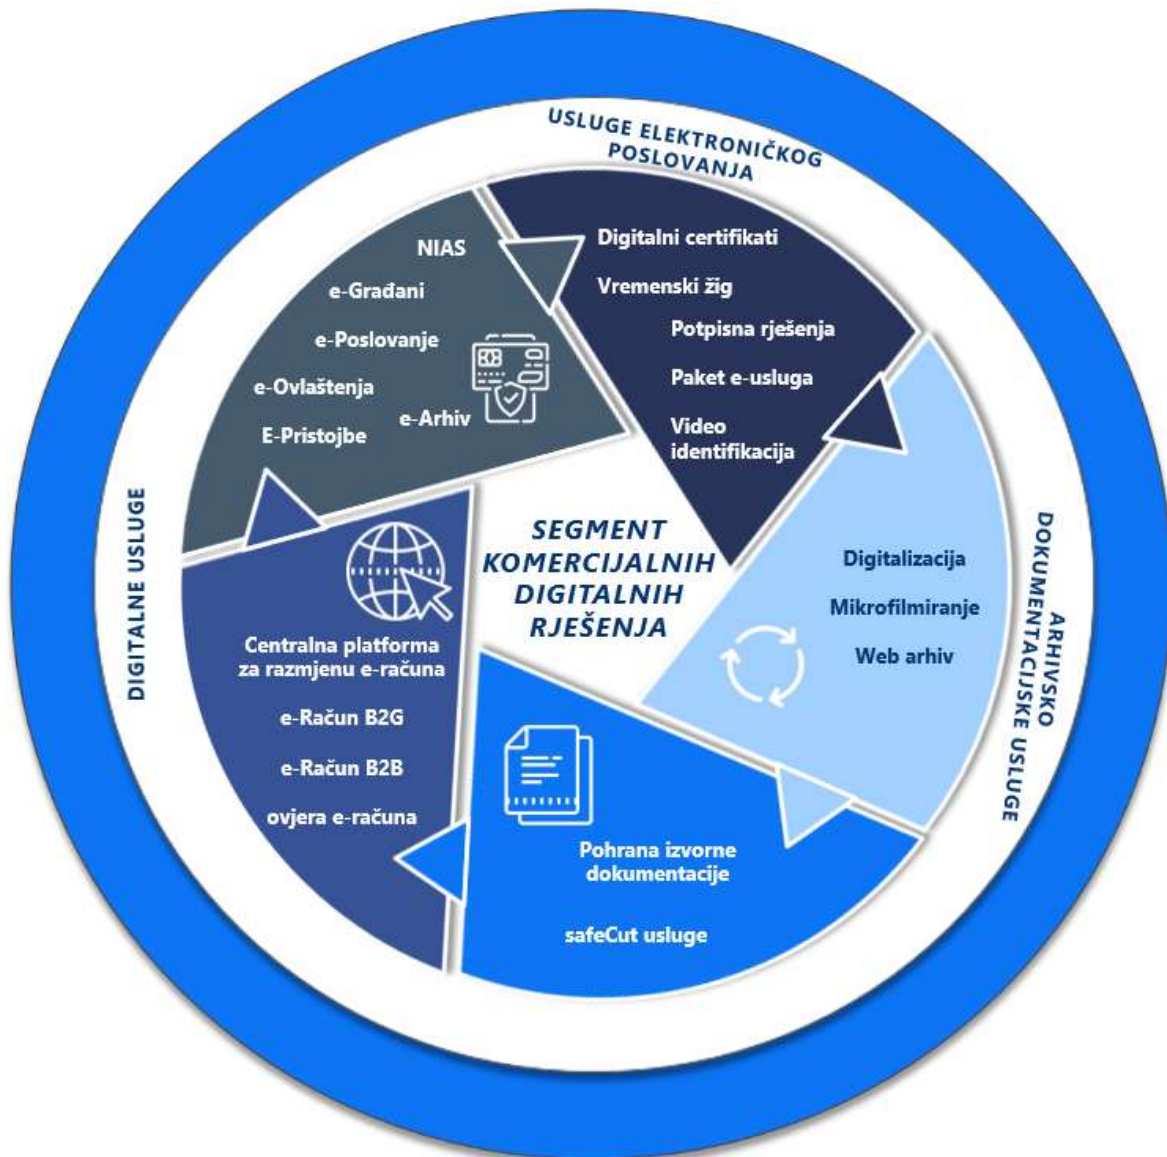 USLUGE ELEKTRONIČKOG
POSLOVANJA
NIAS
e-Građani
e-Poslovanje
e-Ovlaštenja
e-Arhiv
E-Pristojbe
Digitalni certifikati
Vremenski žig
Potpisna rješenja
Paket e-usluga
Video
identifikacija
DIGITALNE USLUGE
SEGMENT
KOMERCIJALNIH
DIGITALNIH
RJEŠENJA
ARHIVSKO
DOKUMENTACIJSKE USLUGE
Digitalizacija
Mikrofilmiranje
Web arhiv
Centralna platforma
za razmjenu e-računa
e-Račun B2G
e-Račun B2B
ovjera e-računa
Pohrana izvorne
dokumentacije
safeCut usluge